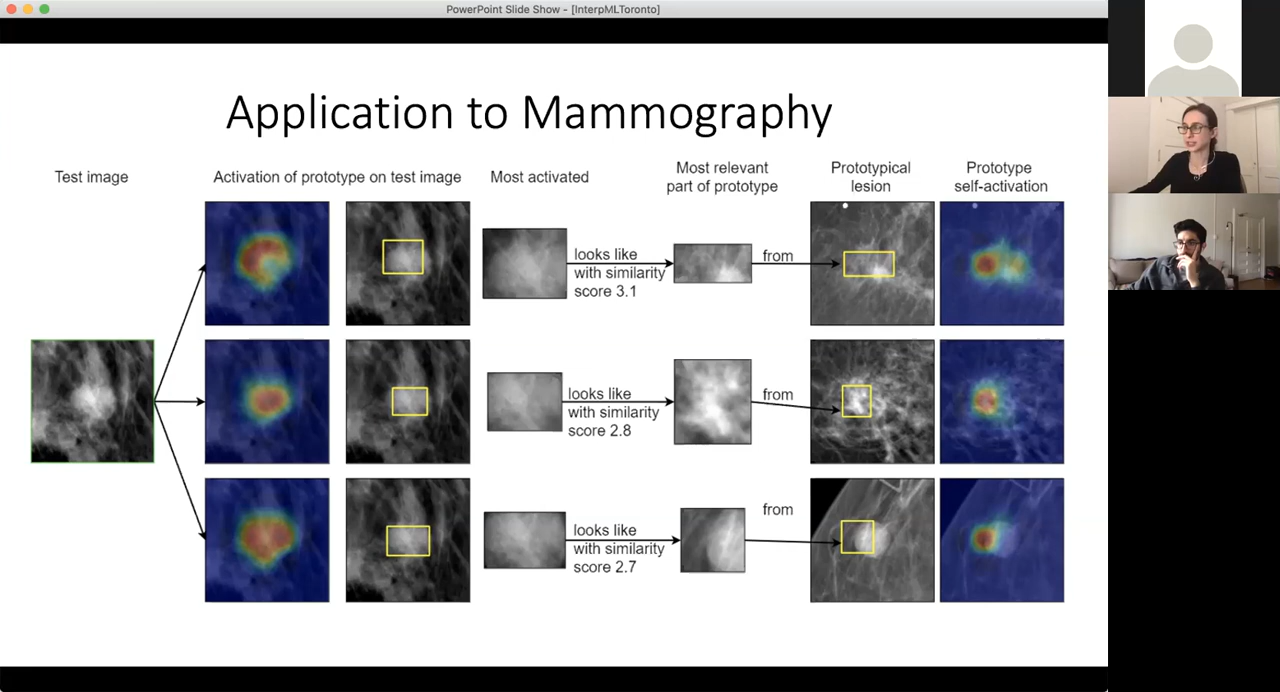 PowerPoint Slide Show - [InterpMLToronto]
Application to Mammography
Test image
Activation of prototype on test image
Most activated
Most relevant
part of prototype
Prototypical
lesion
Prototype
self-activation
looks like
with similarity
score 3.1
from
looks like
with similarity
score 2.8
from
looks like
with similarity
score 2.7
from